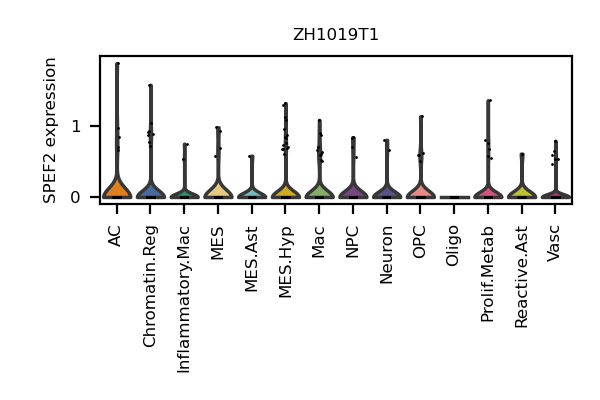 ZH1019T1
SPEF2 expression
1
0
AC
Chromatin.Reg
Inflammatory.Mac
MES
MES.Ast
MES.Hyp
Mac
NPC
Neuron
OPC
Oligo
Prolif.Metab
Reactive.Ast
Vasc